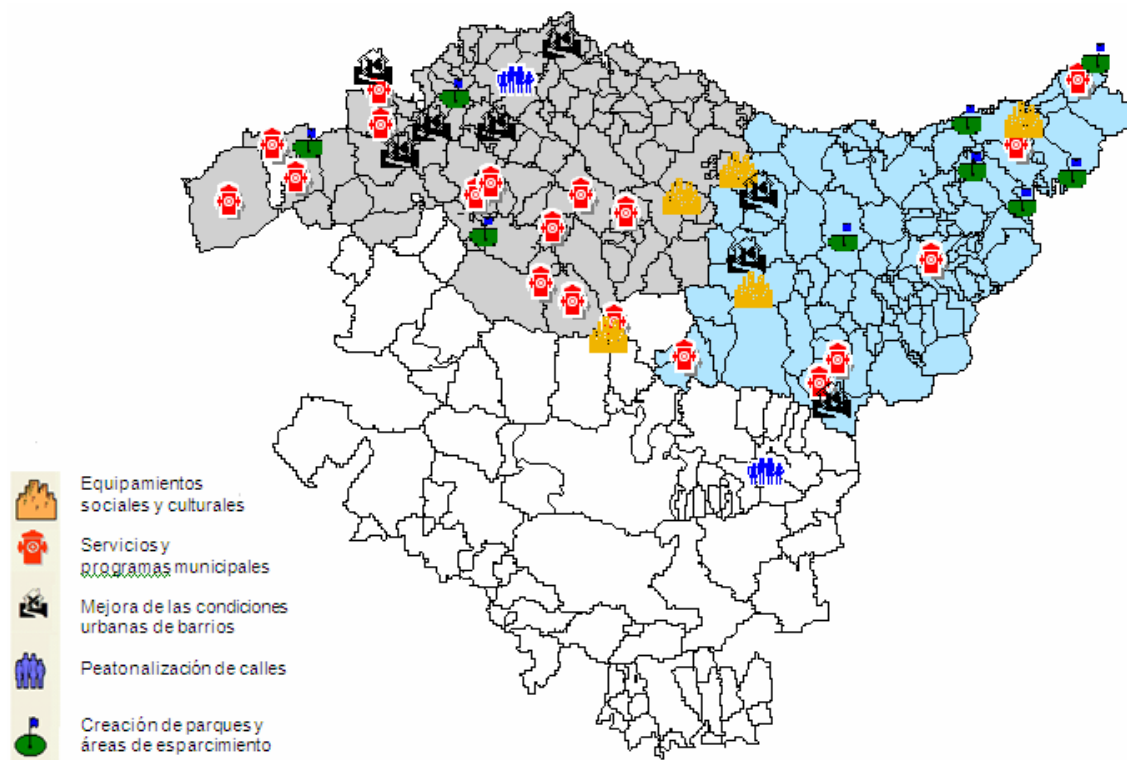 Equipamientos
sociales y culturales
Servicios y
programas municipales
Mejora de las condiciones
urbanas de barrios
Peatonalización de calles
Creación de parques y
áreas de esparcimiento